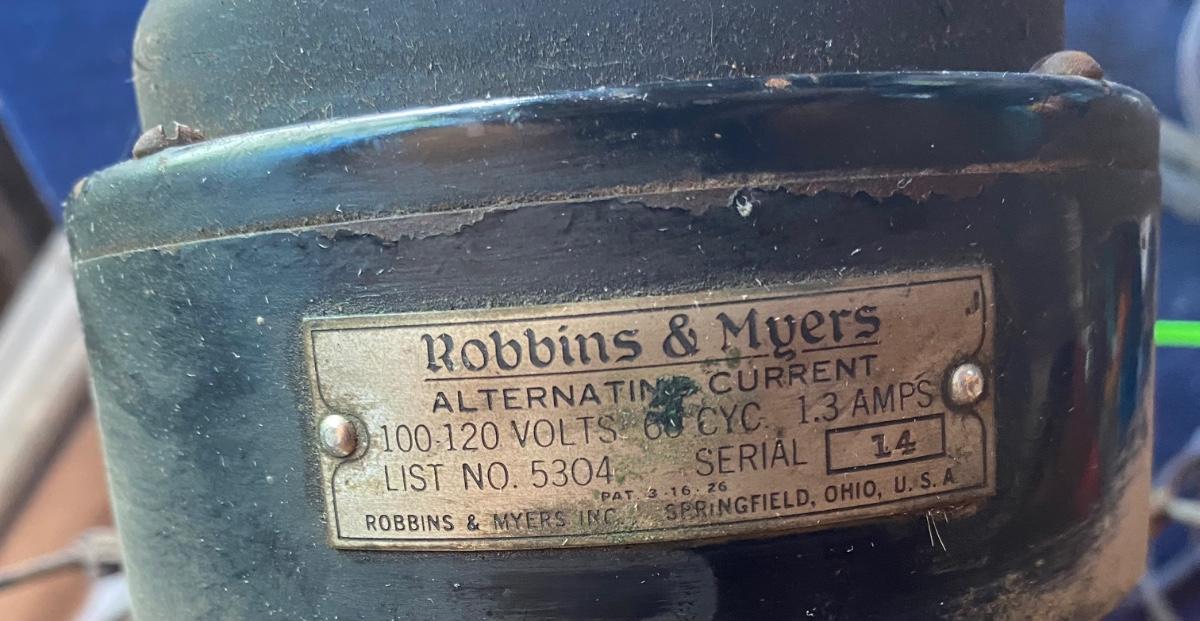 Robbins & Myers
ALTERNATING CURRENT
100-120 VOLTS 60 CYC. 1.3 AMPS
LIST NO. 5304 SERIAL 14
PAT. 3-16-26
ROBBINS & MYERS INC. SPRINGFIELD, OHIO, U.S.A
J